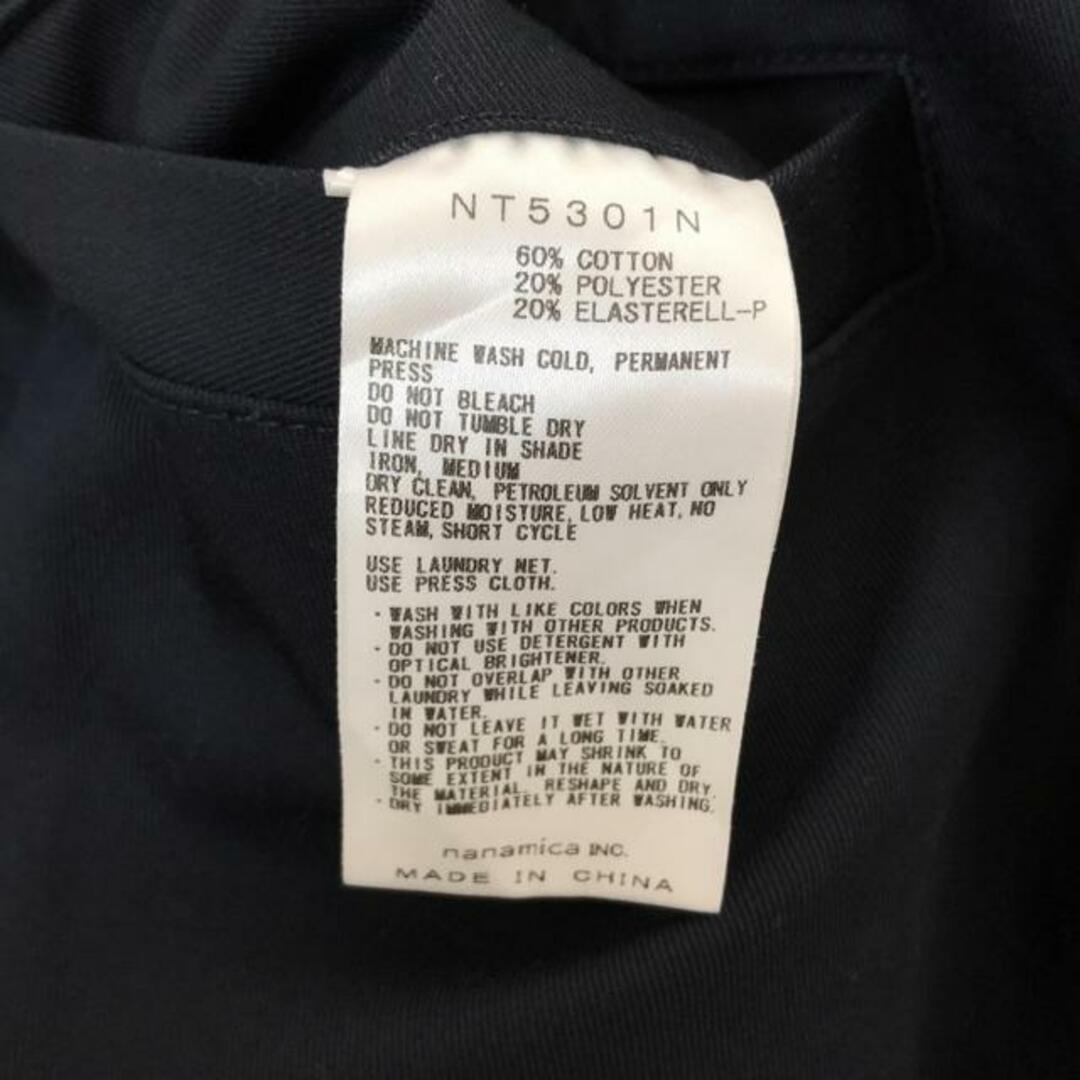 NT5301N
60% COTTON
20% POLYESTER
20% ELASTERELL-P
MACHINE WASH COLD, PERMANENT
PRESS
DO NOT BLEACH
DO NOT TUMBLE DRY
LINE DRY IN SHADE
IRON, MEDIUM
DRY CLEAN, PETROLEUM SOLVENT ONLY
REDUCED MOISTURE, LOW HEAT, NO
STEAM, SHORT CYCLE
USE LAUNDRY NET.
USE PRESS CLOTH.
・WASH WITH LIKE COLORS WHEN
WASHING WITH OTHER PRODUCTS.
・DO NOT USE DETERGENT WITH
OPTICAL BRIGHTENER.
・DO NOT OVERLAP WITH OTHER
LAUNDRY WHILE LEAVING SOAKED
IN WATER.
・DO NOT LEAVE IT WET WITH WATER
OR SWEAT FOR A LONG TIME.
・THIS PRODUCT MAY SHRINK TO
SOME EXTENT IN THE NATURE OF
THE MATERIAL. RESHAPE AND DRY.
・DRY IMMEDIATELY AFTER WASHING.
nanamica INC.
MADE IN CHINA